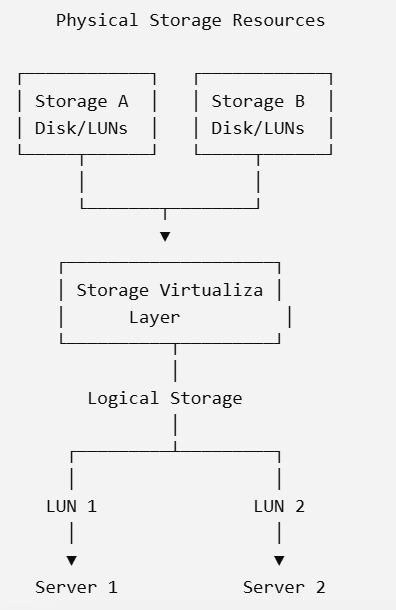 Physical Storage Resources
Storage A Storage B
Disk/LUNs Disk/LUNs
Storage Virtualiza
Layer
Logical Storage
LUN 1 LUN 2
Server 1 Server 2